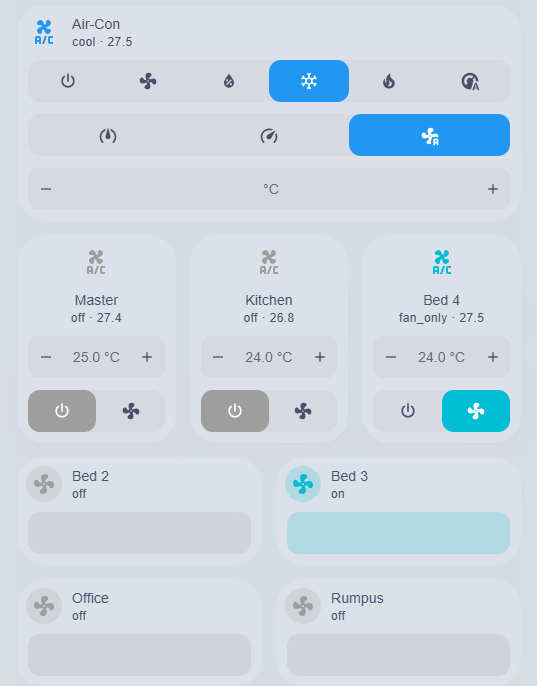 Air-Con
A/C
cool · 27.5
A
A
− °C +
A/C
A/C
A/C
Master
Kitchen
Bed 4
off · 27.4
off · 26.8
fan_only · 27.5
− 25.0 °C +
− 24.0 °C +
− 24.0 °C +
Bed 2
off
Bed 3
on
Office
off
Rumpus
off